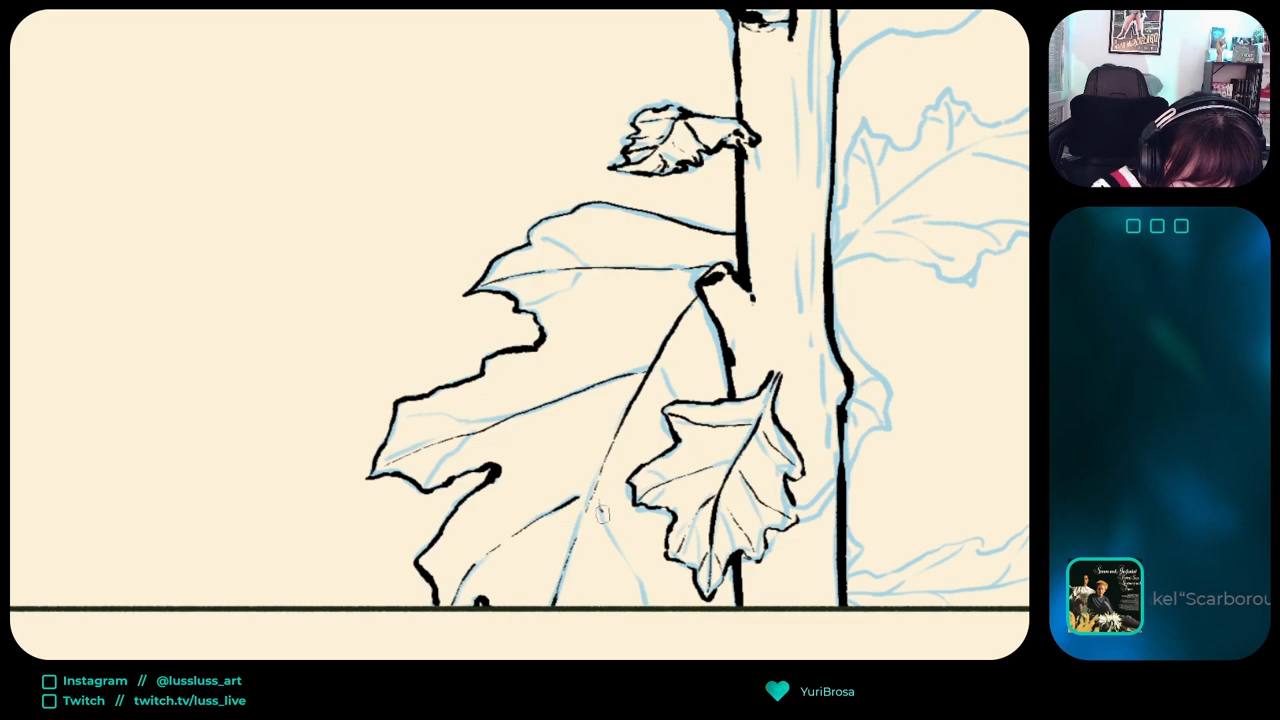 kel“Scarborou
Instagram // @lussluss_art
Twitch // twitch.tv/luss_live
YuriBrosa